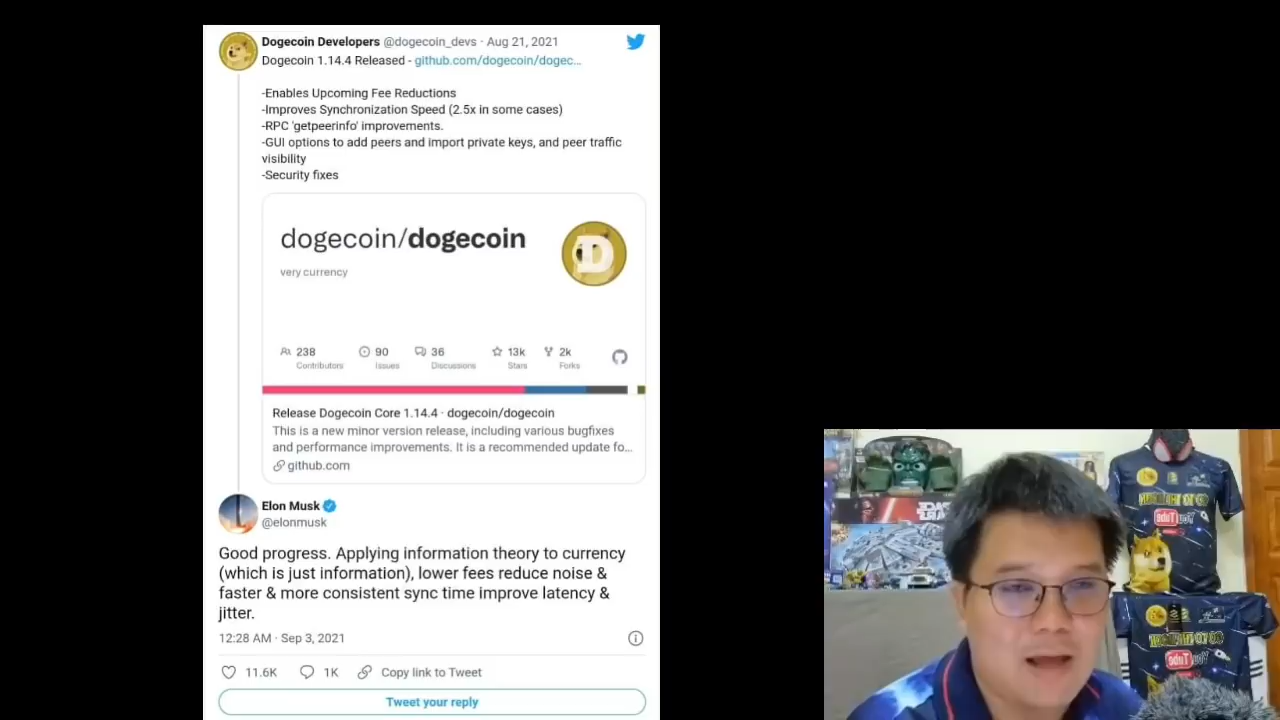 Dogecoin Developers @dogecoin_devs · Aug 21, 2021
Dogecoin 1.14.4 Released - github.com/dogecoin/dogec...
-Enables Upcoming Fee Reductions
-Improves Synchronization Speed (2.5x in some cases)
-RPC 'getpeerinfo' improvements.
-GUI options to add peers and import private keys, and peer traffic
visibility
-Security fixes
dogecoin/dogecoin
very currency
D
238 90 36 13k 2k
Contributors Issues Discussions Stars Forks
Release Dogecoin Core 1.14.4 · dogecoin/dogecoin
This is a new minor version release, including various bugfixes
and performance improvements. It is a recommended update fo...
github.com
Elon Musk
@elonmusk
Good progress. Applying information theory to currency
(which is just information), lower fees reduce noise &
faster & more consistent sync time improve latency &
jitter.
12:28 AM · Sep 3, 2021
11.6K 1K Copy link to Tweet
Tweet your reply